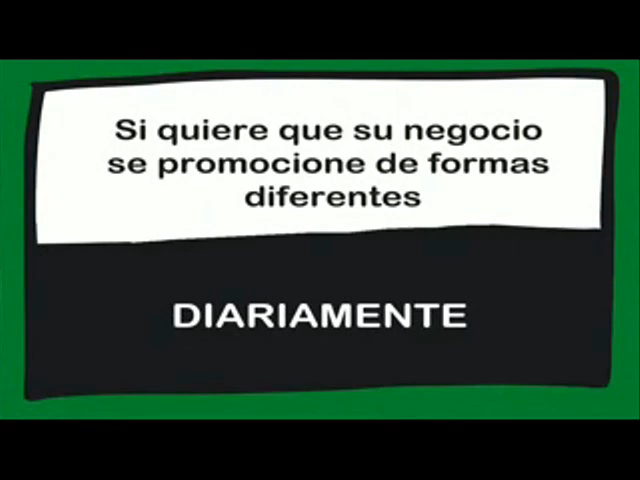 Si quiere que su negocio
se promocione de formas
diferentes
DIARIAMENTE